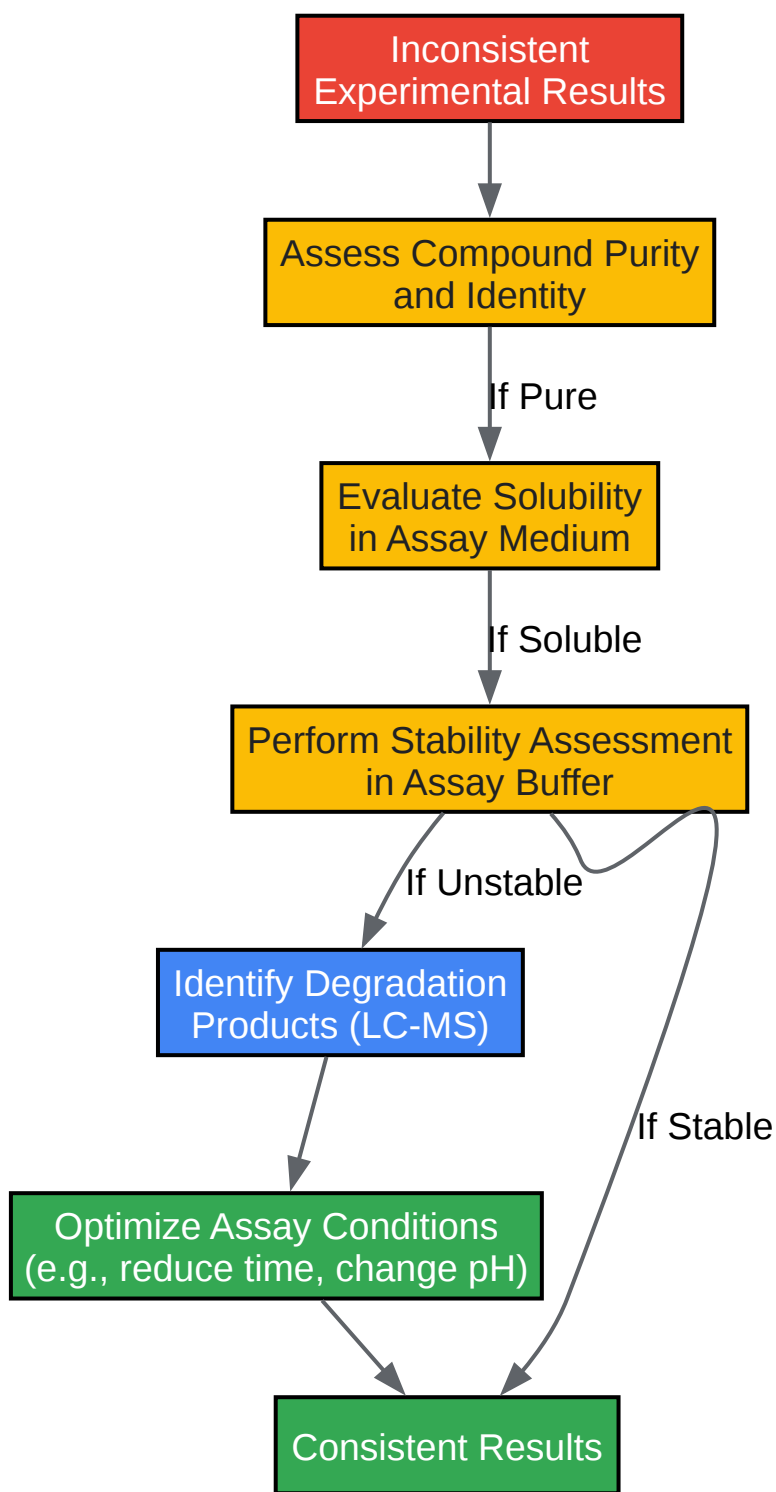 Inconsistent
Experimental Results
Assess Compound Purity
and Identity
If Pure
Evaluate Solubility
in Assay Medium
If Soluble
Perform Stability Assessment
in Assay Buffer
If Unstable
Identify Degradation
Products (LC-MS)
If Stable
Optimize Assay Conditions
(e.g., reduce time, change pH)
Consistent Results